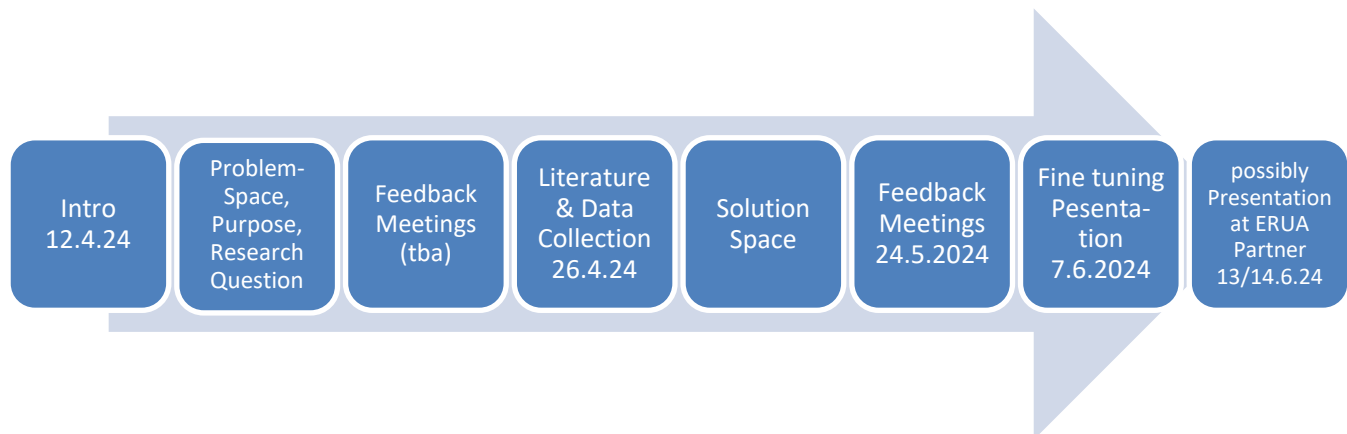 Intro
12.4.24
Problem-
Space,
Purpose,
Research
Question
Feedback
Meetings
(tba)
Literature
& Data
Collection
26.4.24
Solution
Space
Feedback
Meetings
24.5.2024
Fine tuning
Pesenta-
tion
7.6.2024
possibly
Presentation
at ERUA
Partner
13/14.6.24